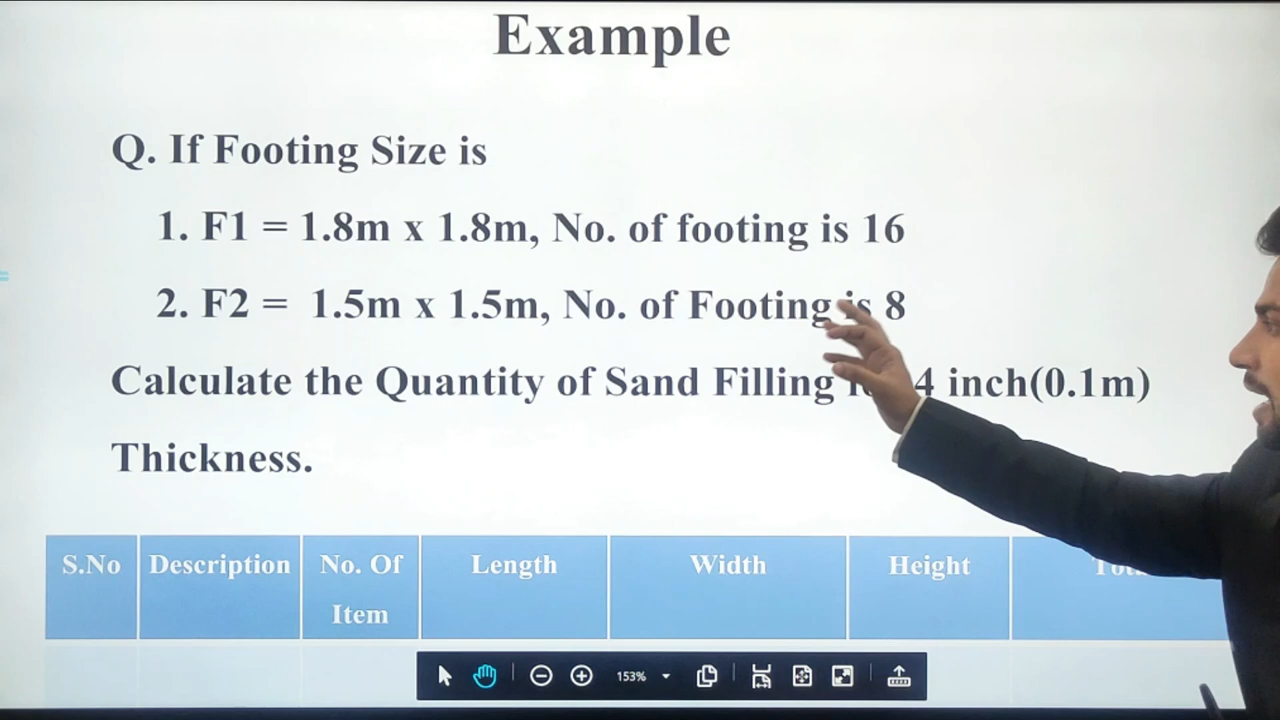 Example
Q. If Footing Size is
1. F1 = 1.8m x 1.8m, No. of footing is 16
2. F2 = 1.5m x 1.5m, No. of Footing is 8
Calculate the Quantity of Sand Filling 4 inch(0.1m)
Thickness.
S.No Description No. Of Item Length Width Height
153%